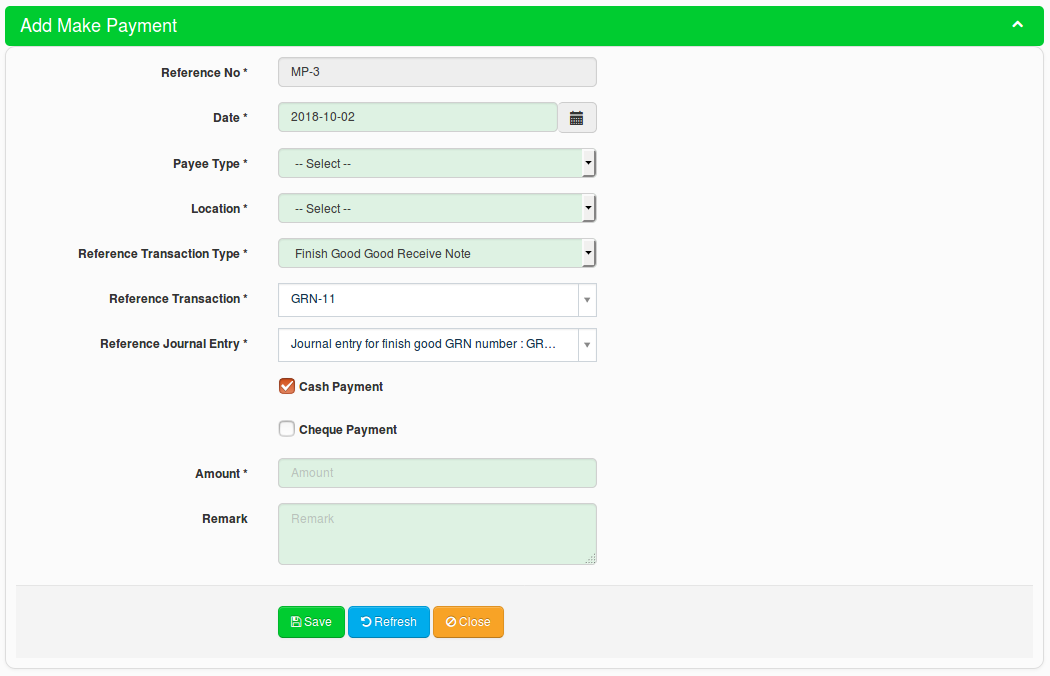 Add Make Payment
Reference No * MP-3
Date * 2018-10-02
Payee Type * -- Select --
Location * -- Select --
Reference Transaction Type * Finish Good Good Receive Note
Reference Transaction * GRN-11
Reference Journal Entry * Journal entry for finish good GRN number : GR...
Cash Payment
Cheque Payment
Amount * Amount
Remark Remark
Save Refresh Close